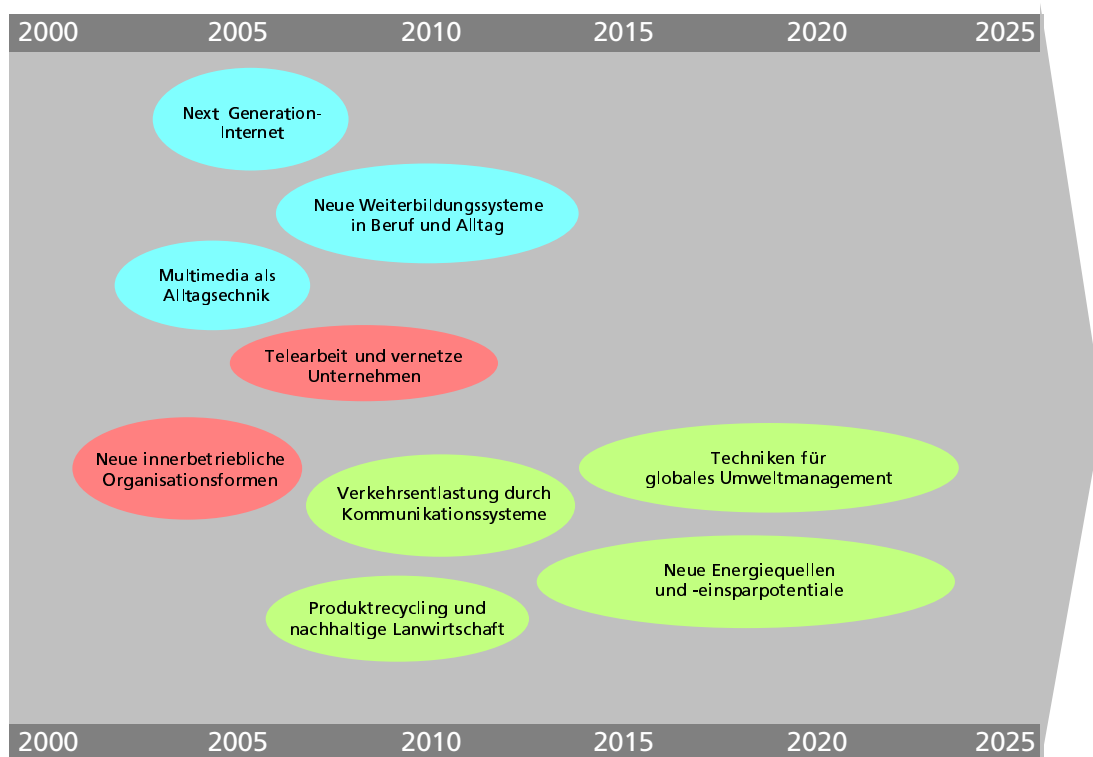 2000 2005 2010 2015 2020 2025
Next Generation-
Internet
Neue Weiterbildungssysteme
in Beruf und Alltag
Multimedia als
Alltagsechnik
Telearbeit und vernetze
Unternehmen
Neue innerbetriebliche
Organisationsformen
Techniken für
globales Umweltmanagement
Verkehrsentlastung durch
Kommunikationssysteme
Neue Energiequellen
und -einsparpotentiale
Produktrecycling und
nachhaltige Lanwirtschaft
2000 2005 2010 2015 2020 2025